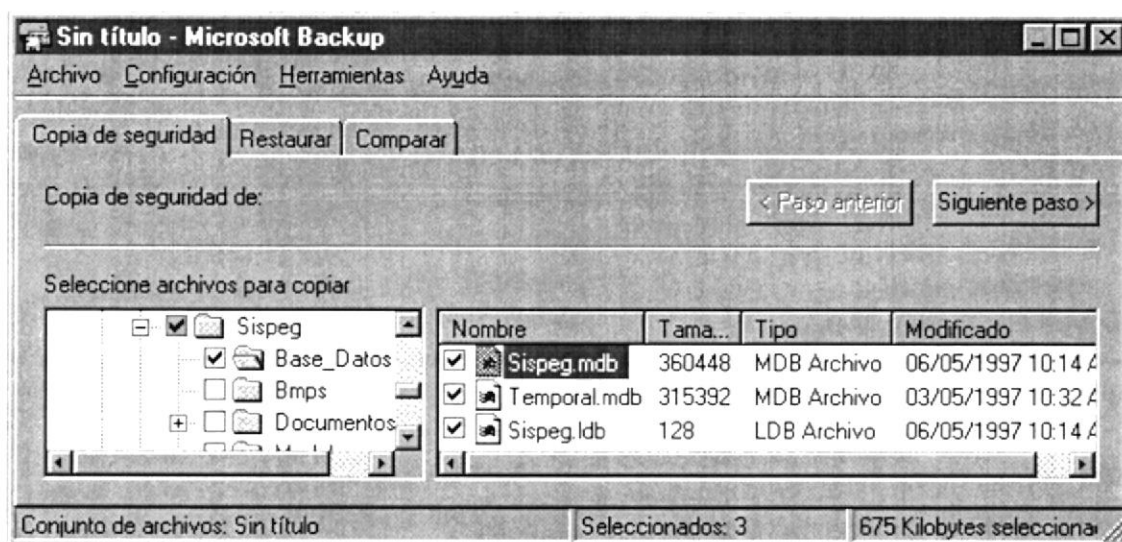 Sin título - Microsoft Backup
Archivo Configuración Herramientas Ayuda
Copia de seguridad Restaurar Comparar
Copia de seguridad de:
< Paso anterior Siguiente paso >
Seleccione archivos para copiar
Sispeg
Base_Datos
Bmps
Documentos
Nombre Tama... Tipo Modificado
Sispeg.mdb 360448 MDB Archivo 06/05/1997 10:14 A
Temporal.mdb 315392 MDB Archivo 03/05/1997 10:32 A
Sispeg.ldb 128 LDB Archivo 06/05/1997 10:14 A
Conjunto de archivos: Sin título Seleccionados: 3 675 Kilobytes selecciona